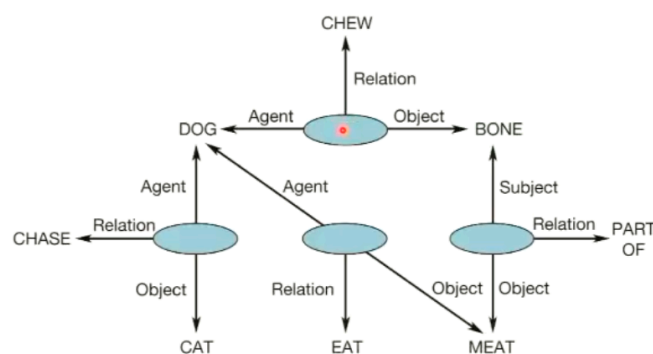 CHEW
Relation
Agent
Object
DOG
BONE
Agent
Agent
Subject
Relation
Relation
CHASE
PART
OF
Object
Relation
Object
Object
CAT
EAT
MEAT